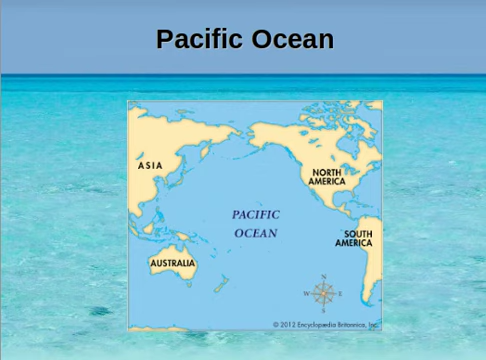 Pacific Ocean
ASIA
NORTH
AMERICA
PACIFIC
OCEAN
SOUTH
AMERICA
AUSTRALIA
N
W E
S
© 2012 Encyclopædia Britannica, Inc.